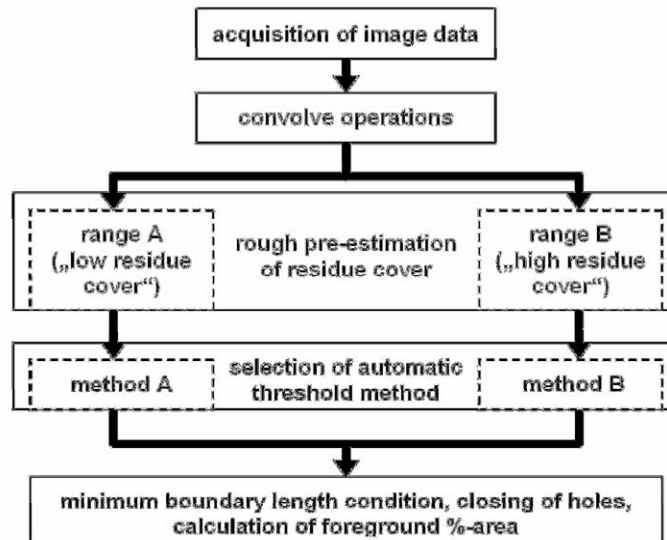 acquisition of image data
convolve operations
range A
(„low residue
cover“)
rough pre-estimation
of residue cover
range B
(„high residue
cover“)
method A
selection of automatic
threshold method
method B
minimum boundary length condition, closing of holes,
calculation of foreground %-area